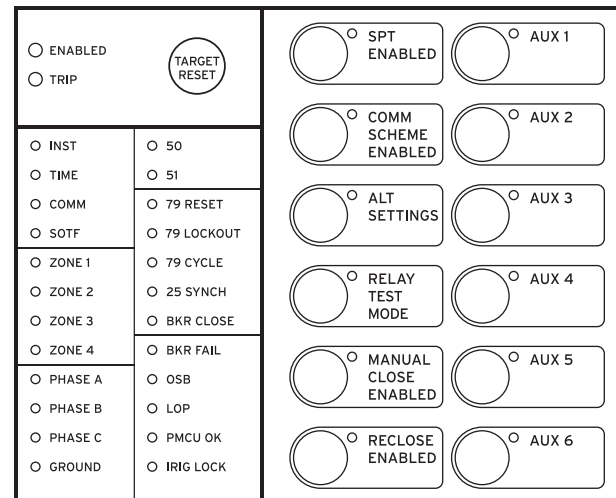 ENABLED
TRIP
TARGET
RESET
INST
TIME
COMM
SOTF
ZONE 1
ZONE 2
ZONE 3
ZONE 4
PHASE A
PHASE B
PHASE C
GROUND
50
51
79 RESET
79 LOCKOUT
79 CYCLE
25 SYNCH
BKR CLOSE
BKR FAIL
OSB
LOP
PMCU OK
IRIG LOCK
SPT
ENABLED
COMM
SCHEME
ENABLED
ALT
SETTINGS
RELAY
TEST
MODE
MANUAL
CLOSE
ENABLED
RECLOSE
ENABLED
AUX 1
AUX 2
AUX 3
AUX 4
AUX 5
AUX 6